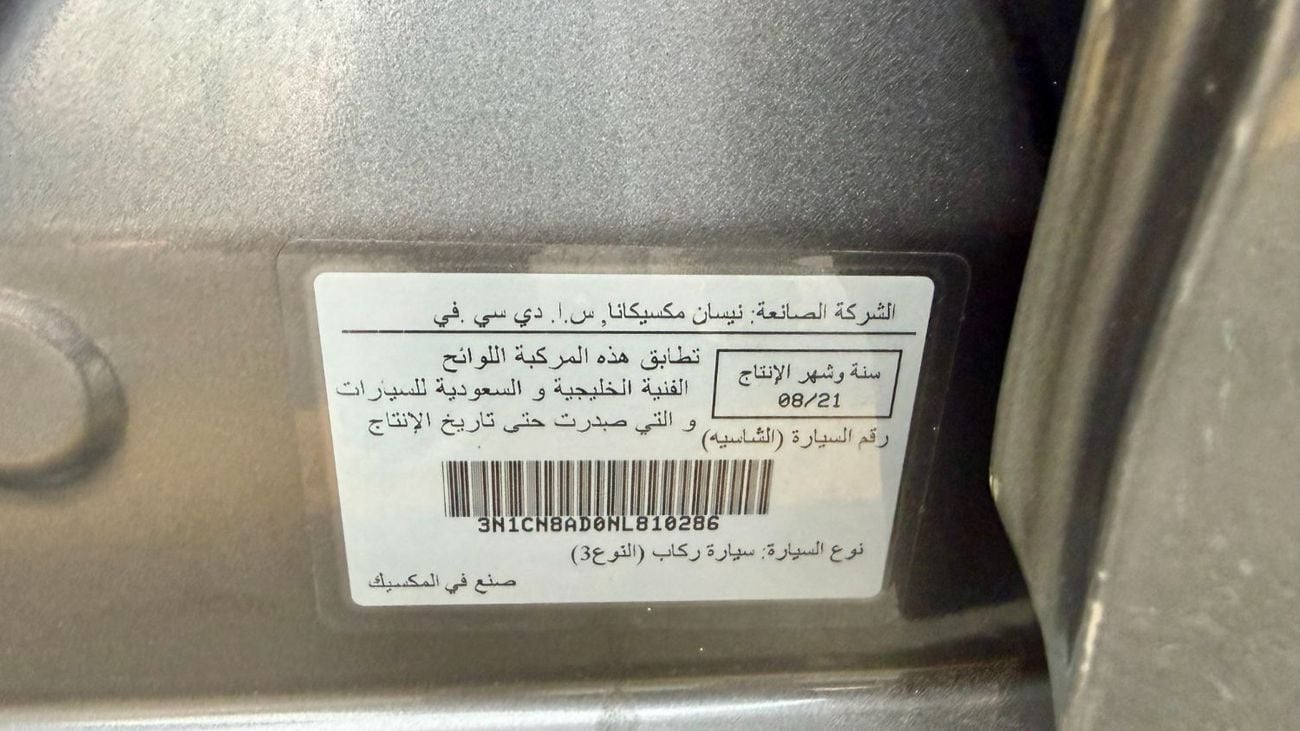 الشركة الصانعة: نيسان مكسيكانا, س.ا. دي سي .في
سنة وشهر الإنتاج
08/21
تطابق هذه المركبة اللوائح
الفنية الخليجية و السعودية للسيارات
و التي صدرت حتى تاريخ الإنتاج
رقم السيارة (الشاسيه)
3N1CN8AD0NL810286
نوع السيارة: سيارة ركاب (النوع3)
صنع في المكسيك